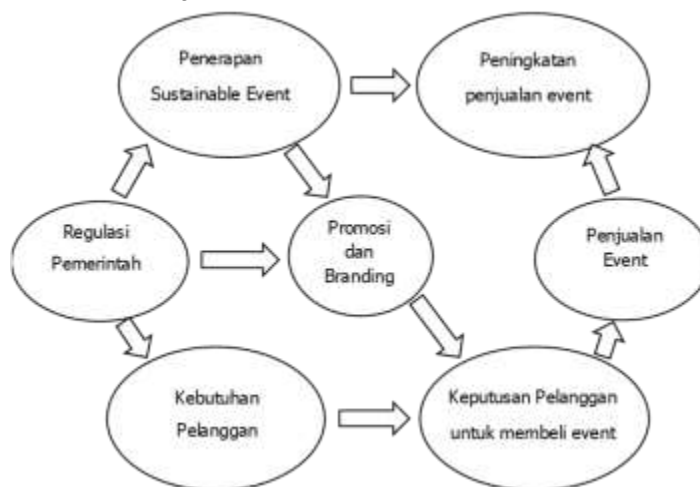 Penerapan
Sustainable Event
Peningkatan
penjualan event
Regulasi
Pemerintah
Promosi
dan
Branding
Penjualan
Event
Kebutuhan
Pelanggan
Keputusan Pelanggan
untuk membeli event